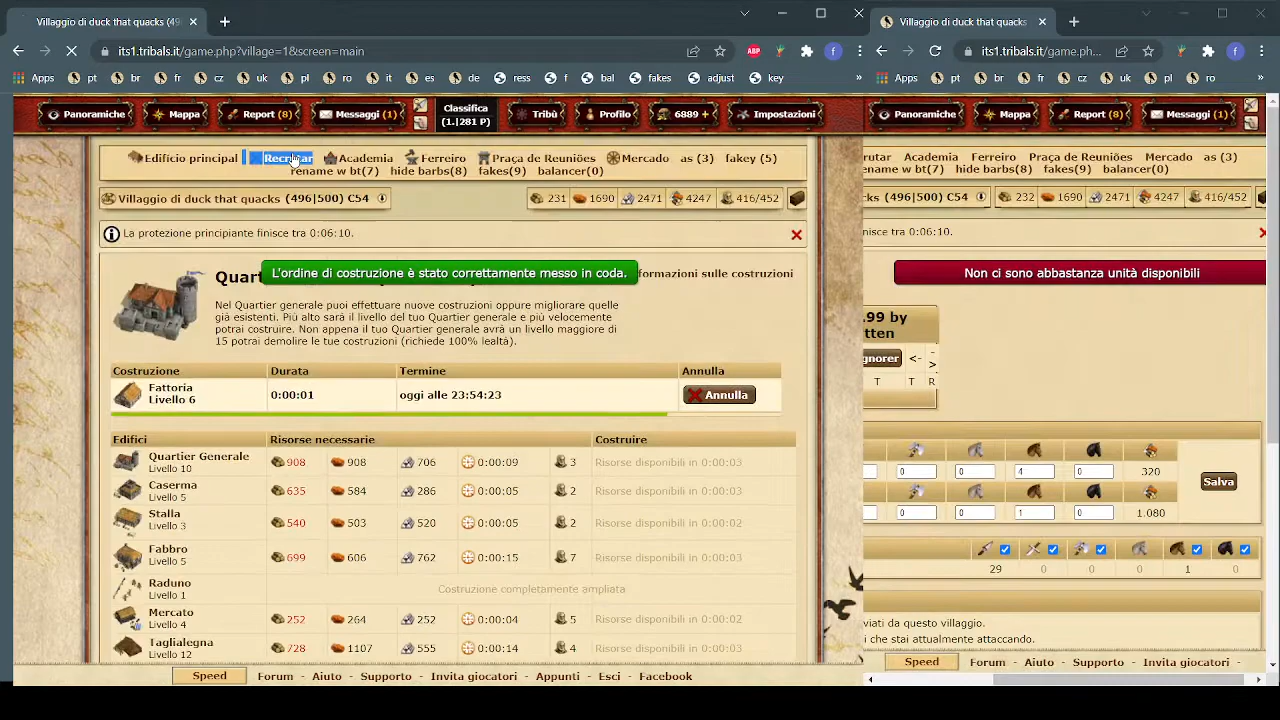 Villaggio di duck that quacks (49
its1.tribals.it/game.php?village=1&screen=main
Apps pt br fr cz uk pl ro it es de ress f bal fakes adjust key »
Panoramiche Mappa Report (8) Messaggi (1) Classifica (1.|281 P) Tribù Profilo 6889 + Impostazioni
Edificio principal Recrutar Academia Ferreiro Praça de Reuniões Mercado as (3) fakey (5)
rename w bt(7) hide barbs(8) fakes(9) balancer(0)
Villaggio di duck that quacks (496|500) C54 231 1690 2471 4247 416/452
La protezione principiante finisce tra 0:06:10.
Quart
L'ordine di costruzione è stato correttamente messo in coda.
formazioni sulle costruzioni
Nel Quartier generale puoi effettuare nuove costruzioni oppure migliorare quelle
già esistenti. Più alto sarà il livello del tuo Quartier generale e più velocemente
potrai costruire. Non appena il tuo Quartier generale avrà un livello maggiore di
15 potrai demolire le tue costruzioni (richiede 100% lealtà).
Costruzione Durata Termine Annulla
Fattoria
Livello 6 0:00:01 oggi alle 23:54:23 Annulla
Edifici Risorse necessarie Costruire
Quartier Generale
Livello 10 908 908 706 0:00:09 3 Risorse disponibili in 0:00:03
Caserma
Livello 5 635 584 286 0:00:05 2 Risorse disponibili in 0:00:03
Stalla
Livello 3 540 503 520 0:00:05 2 Risorse disponibili in 0:00:02
Fabbro
Livello 5 699 606 762 0:00:15 7 Risorse disponibili in 0:00:03
Raduno
Livello 1 Costruzione completamente ampliata
Mercato
Livello 4 252 264 252 0:00:04 5 Risorse disponibili in 0:00:02
Taglialegna
Livello 12 728 1107 555 0:00:14 4 Risorse disponibili in 0:00:03
Speed Forum - Aiuto - Supporto - Invita giocatori - Appunti - Esci - Facebook
Villaggio di duck that quacks
its1.tribals.it/game.ph...
Apps pt br fr cz uk pl ro »
Panoramiche Mappa Report (8) Messaggi (1)
rutar Academia Ferreiro Praça de Reuniões Mercado as (3)
ename w bt(7) hide barbs(8) fakes(9) balancer(0)
cks (496|500) C54 232 1690 2471 4247 416/452
isce tra 0:06:10.
Non ci sono abbastanza unità disponibili
.99 by
tten
gnorer <- ->
T T R
0 0 4 0 320
0 0 1 0 1.080
Salva
29 0 0 0 1 0
viati da questo villaggio.
i che stai attualmente attaccando.
Speed Forum - Aiuto - Supporto - Invita giocatori -